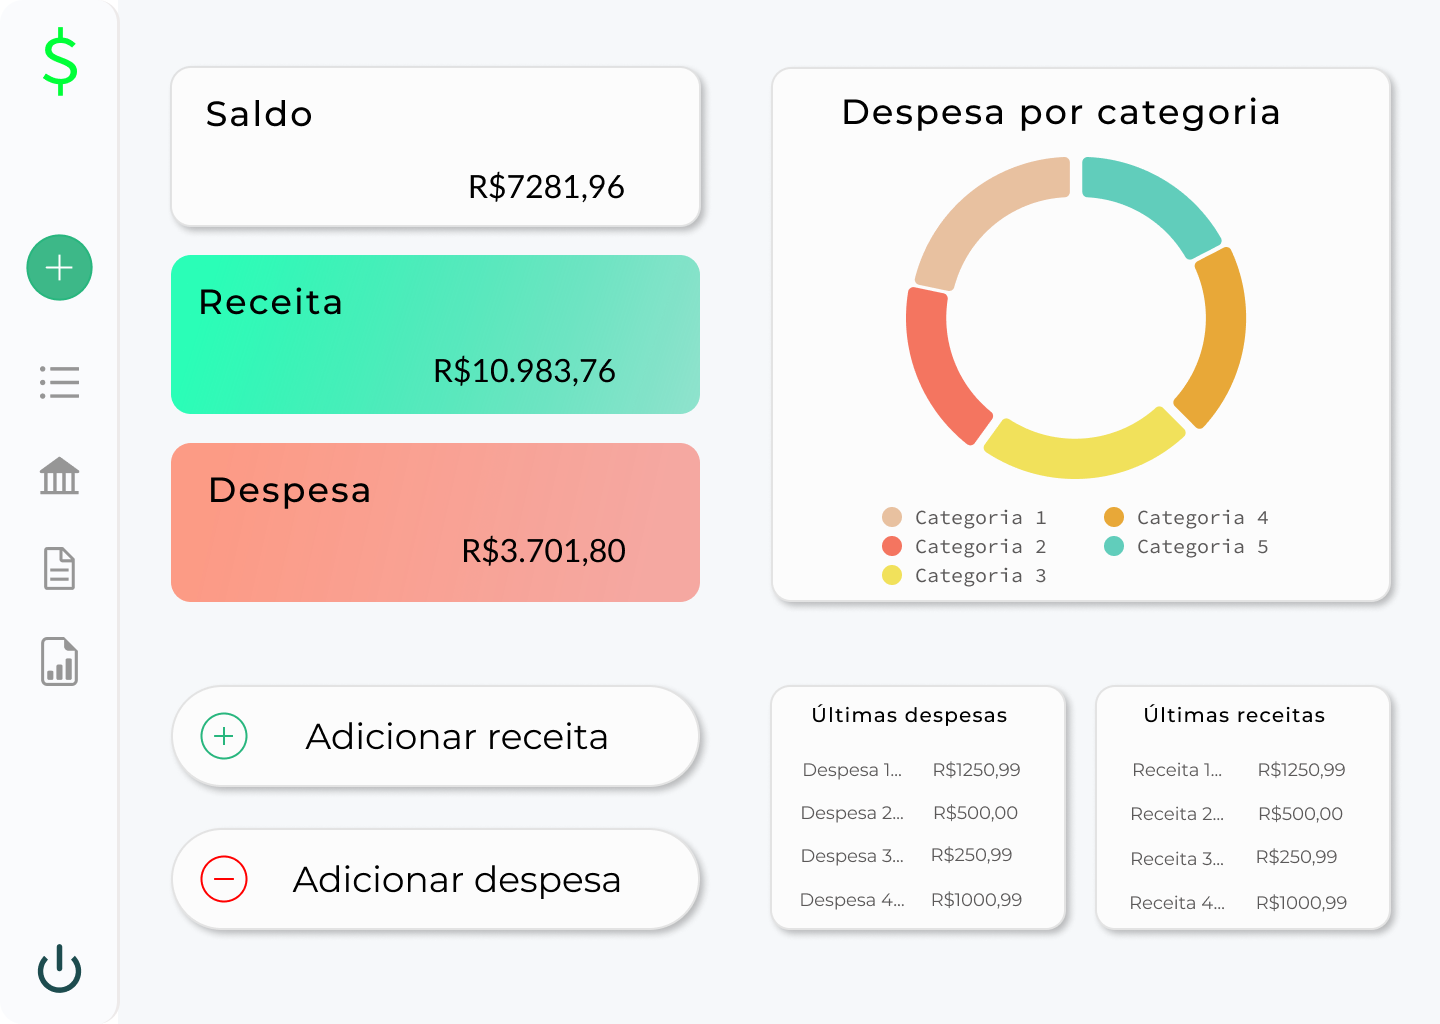 $
Saldo
R$7281,96
Receita
R$10.983,76
Despesa
R$3.701,80
Adicionar receita
Adicionar despesa
Despesa por categoria
Categoria 1
Categoria 2
Categoria 3
Categoria 4
Categoria 5
Últimas despesas
Despesa 1... R$1250,99
Despesa 2... R$500,00
Despesa 3... R$250,99
Despesa 4... R$1000,99
Últimas receitas
Receita 1... R$1250,99
Receita 2... R$500,00
Receita 3... R$250,99
Receita 4... R$1000,99